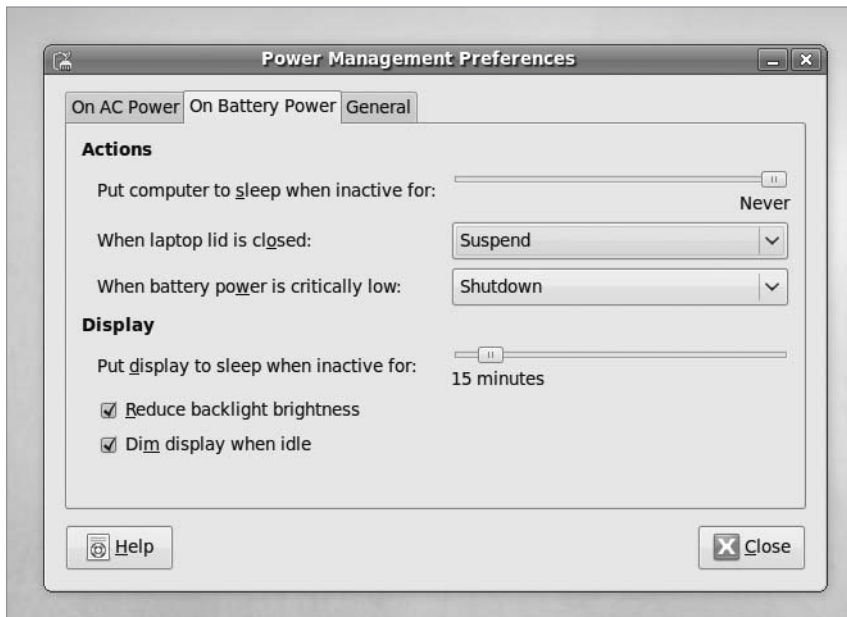 Power Management Preferences
On AC Power On Battery Power General
Actions
Put computer to sleep when inactive for:
Never
When laptop lid is closed: Suspend
When battery power is critically low: Shutdown
Display
Put display to sleep when inactive for:
15 minutes
Reduce backlight brightness
Dim display when idle
Help Close